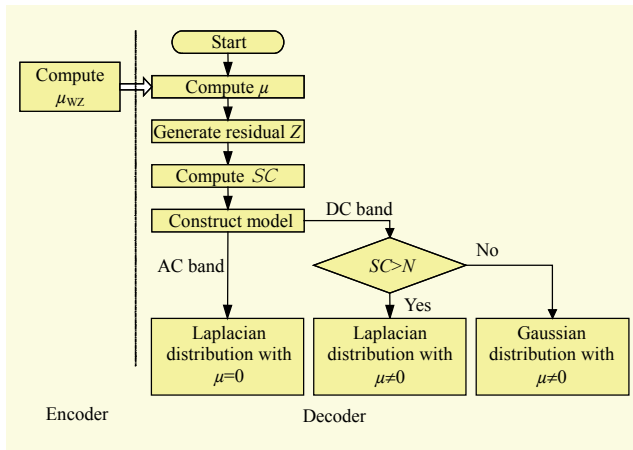 Start
Compute
μWZ
Compute μ
Generate residual Z
Compute SC
Construct model
DC band
AC band
SC>N
No
Yes
Laplacian
distribution with
μ=0
Laplacian
distribution with
μ≠0
Gaussian
distribution with
μ≠0
Encoder
Decoder